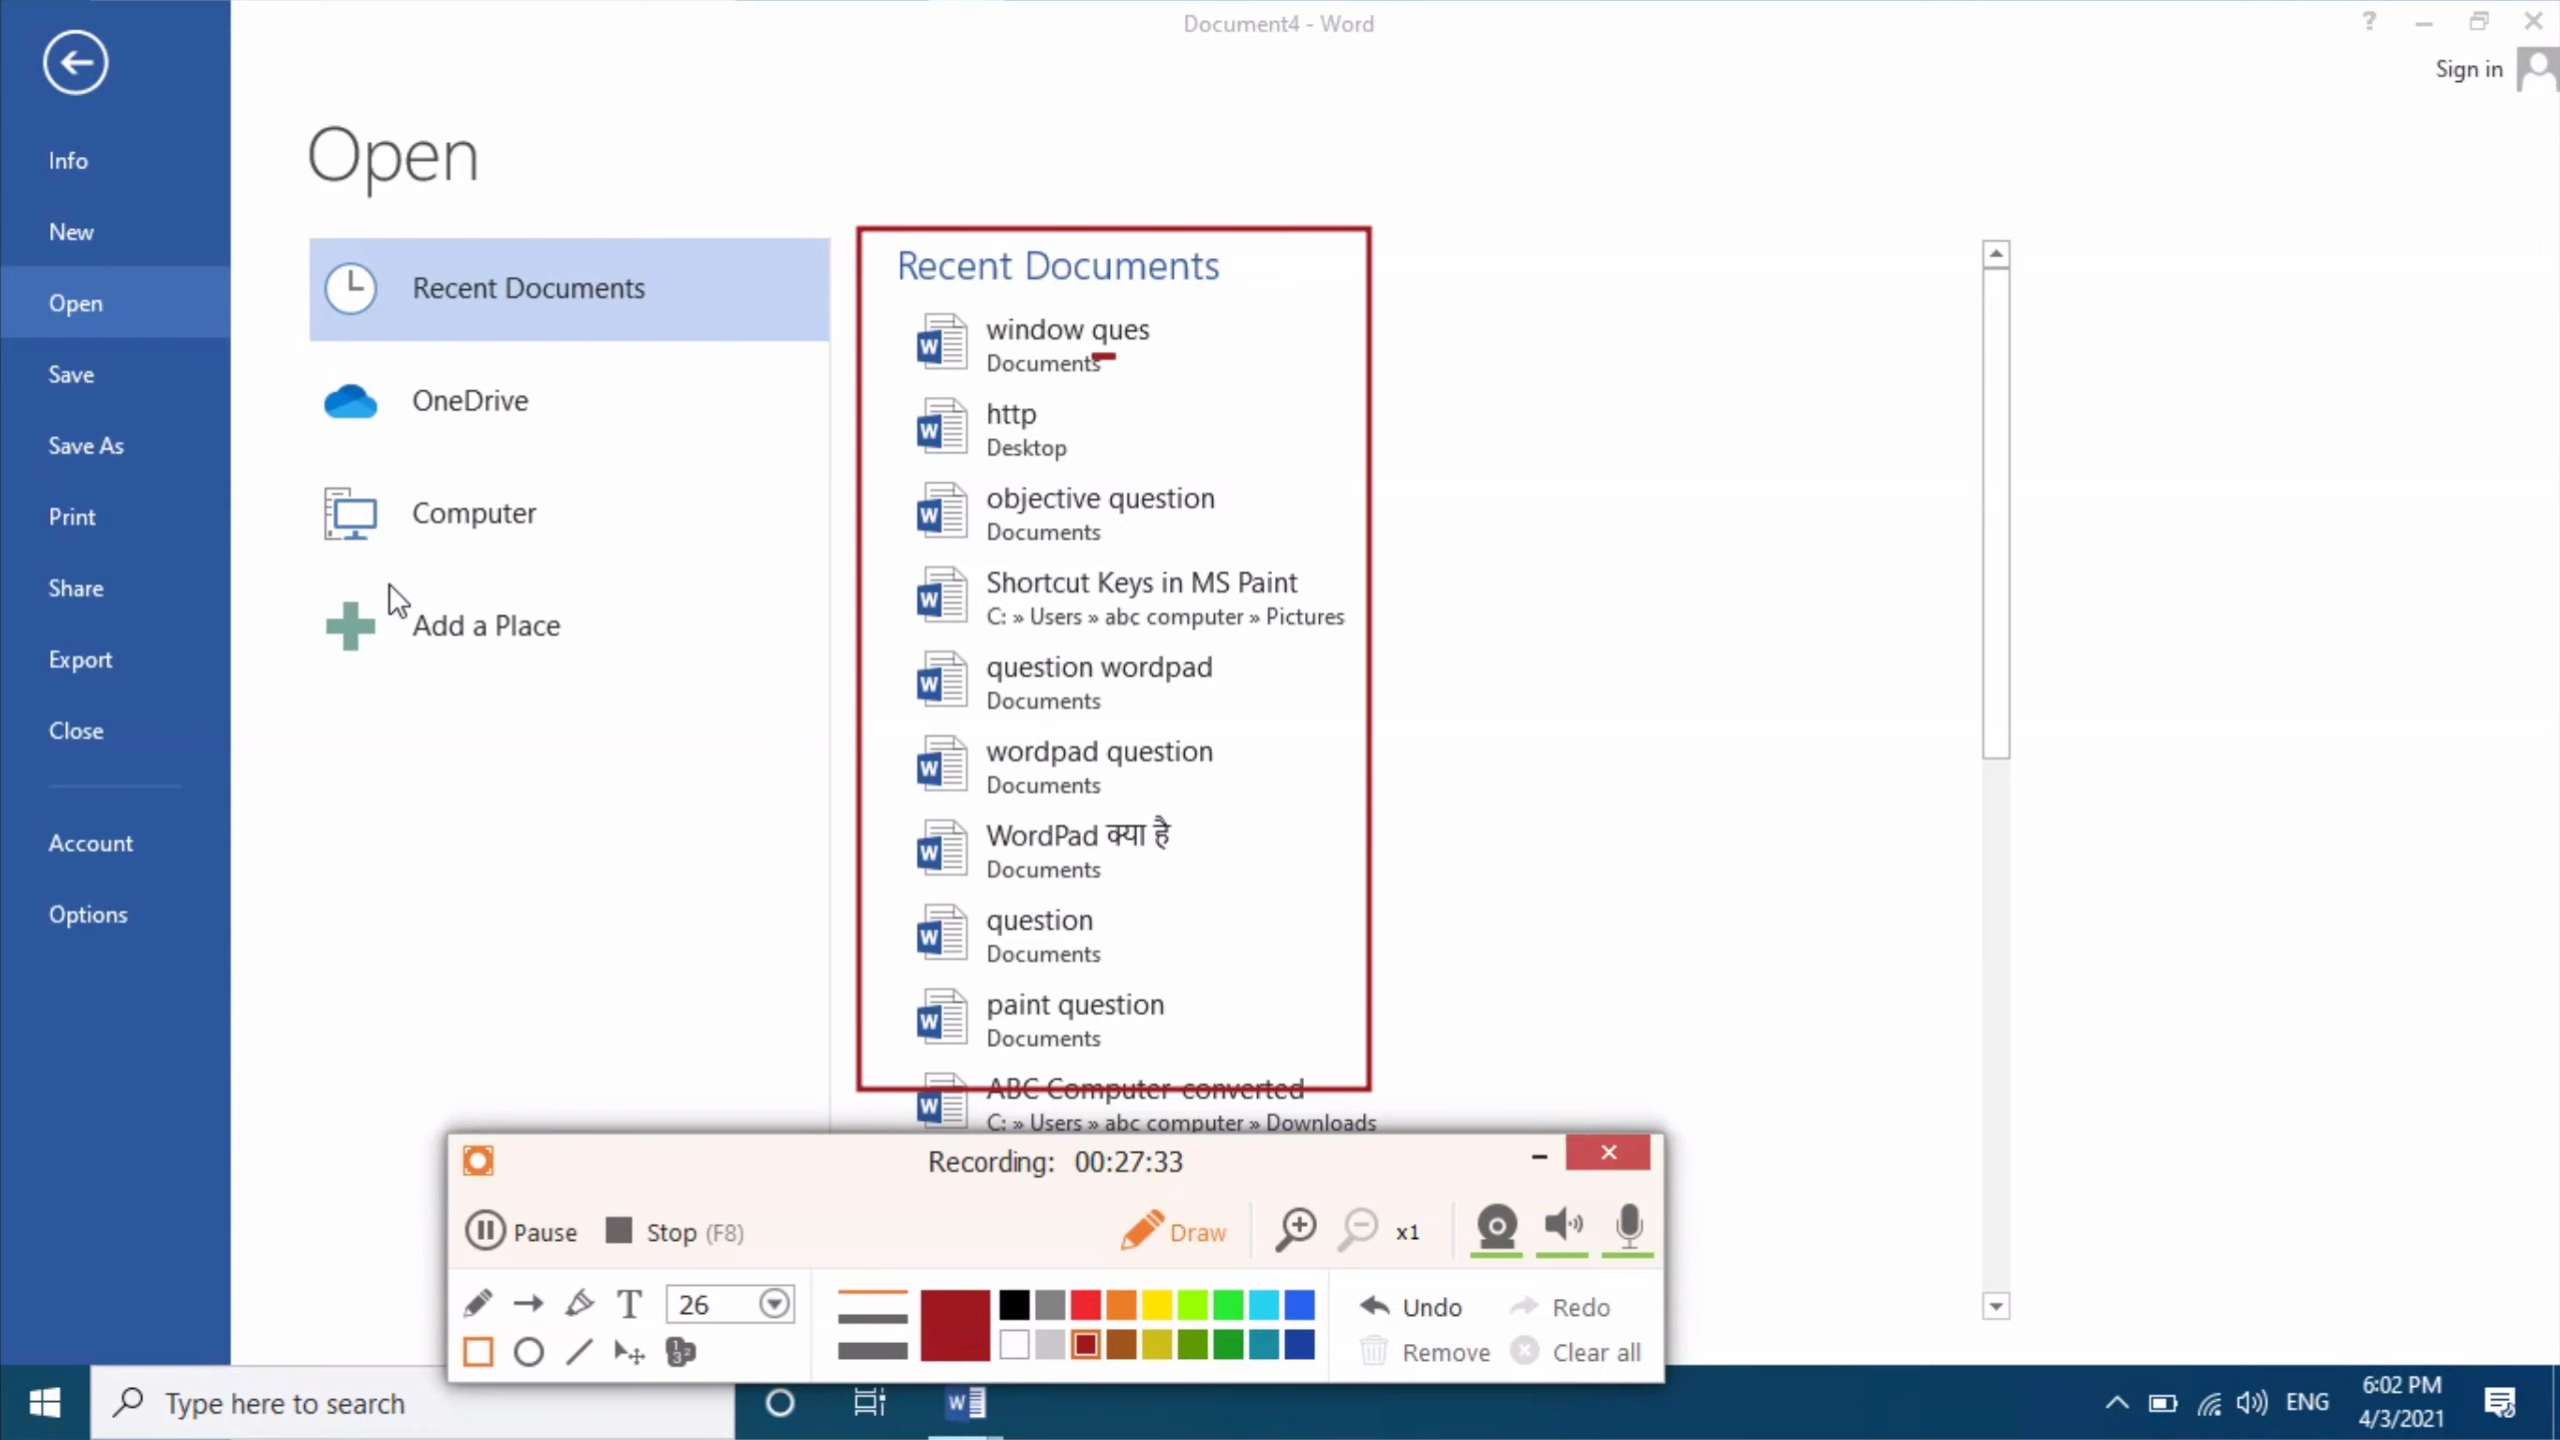 Document4 - Word
?
Sign in
Info
New
Open
Save
Save As
Print
Share
Export
Close
Account
Options
Open
Recent Documents
OneDrive
Computer
Add a Place
Recent Documents
window ques
Documents
http
Desktop
objective question
Documents
Shortcut Keys in MS Paint
C: » Users » abc computer » Pictures
question wordpad
Documents
wordpad question
Documents
WordPad क्या है
Documents
question
Documents
paint question
Documents
ABC Computer-converted
C: » Users » abc computer » Downloads
Recording: 00:27:33
Pause
Stop (F8)
Draw
x1
T
26
Undo
Redo
Remove
Clear all
Type here to search
ENG
6:02 PM
4/3/2021